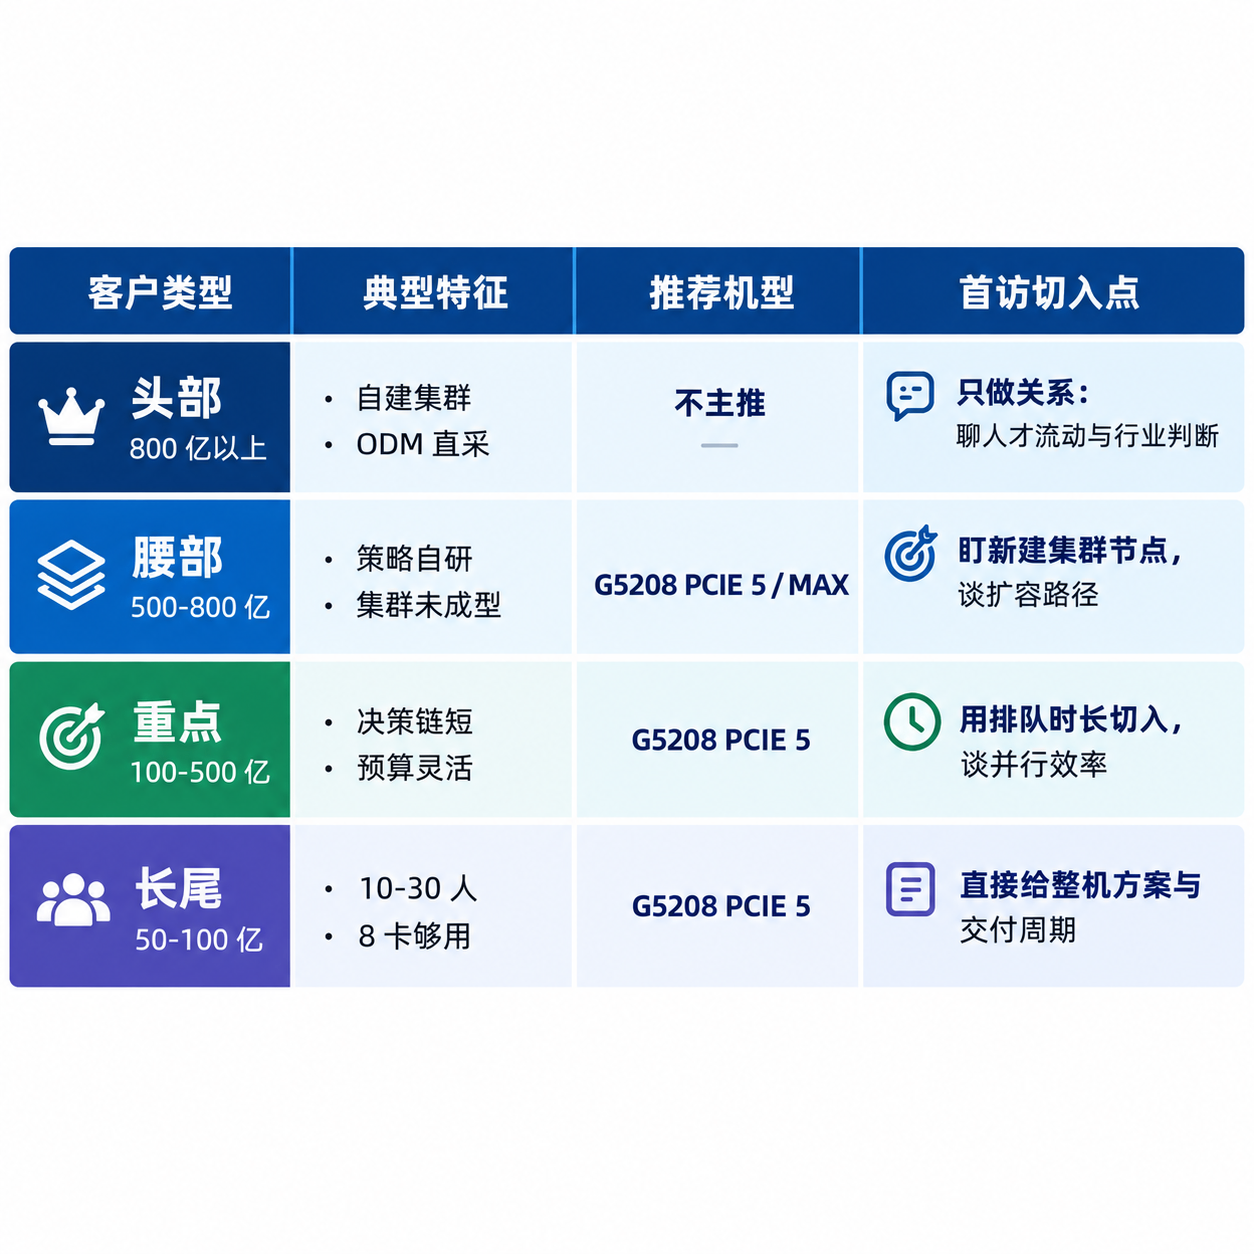 客户类型
典型特征
推荐机型
首访切入点
头部
800 亿以上
• 自建集群
• ODM 直采
不主推
—
只做关系：
聊人才流动与行业判断
腰部
500-800 亿
• 策略自研
• 集群未成型
G5208 PCIE 5 / MAX
盯新建集群节点，
谈扩容路径
重点
100-500 亿
• 决策链短
• 预算灵活
G5208 PCIE 5
用排队时长切入，
谈并行效率
长尾
50-100 亿
• 10-30 人
• 8 卡够用
G5208 PCIE 5
直接给整机方案与
交付周期